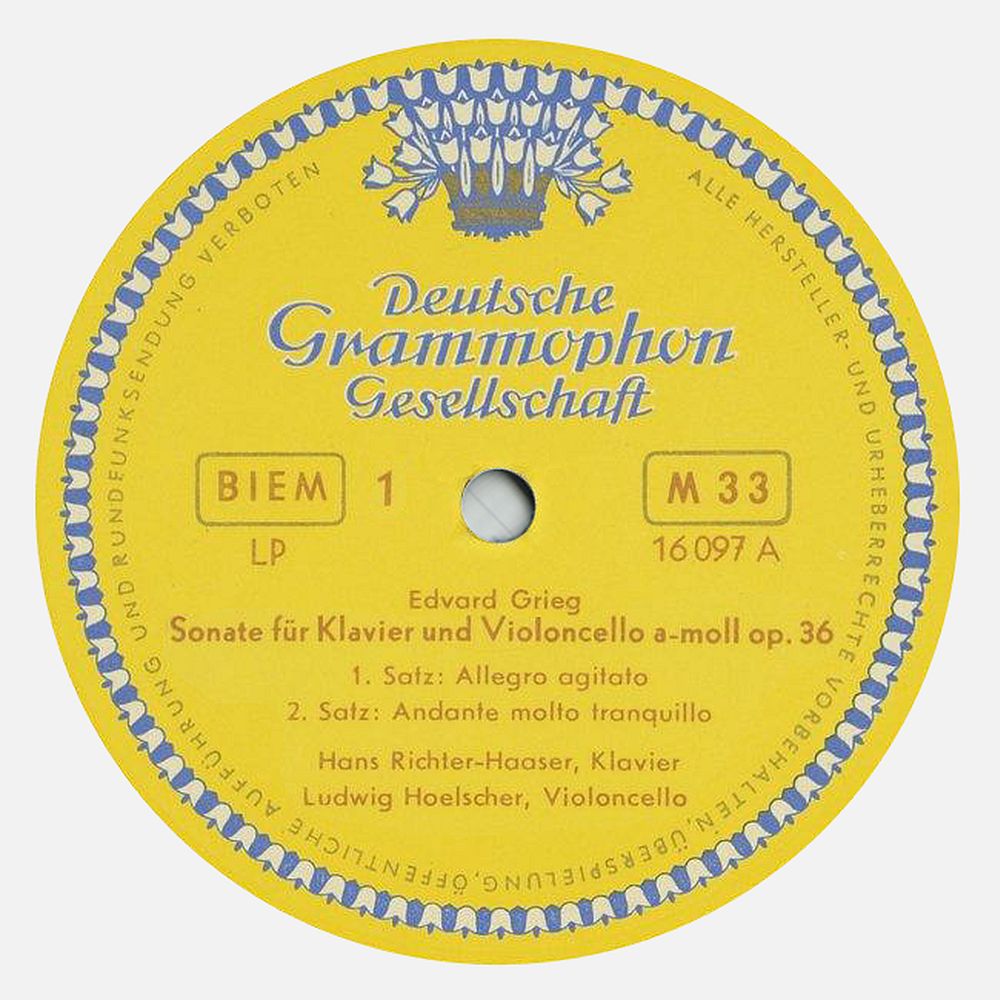 ALLE HERSTELLER- UND URHEBERRECHTE VORBEHALTEN, ÜBERSPIELUNG, ÖFFENTLICHE AUFFÜHRUNG UND RUNDFUNKSENDUNG VERBOTEN
Deutsche
Grammophon
Gesellschaft
BIEM 1 M 33
LP 16 097 A
Edvard Grieg
Sonate für Klavier und Violoncello a-moll op. 36
1. Satz: Allegro agitato
2. Satz: Andante molto tranquillo
Hans Richter-Haaser, Klavier
Ludwig Hoelscher, Violoncello